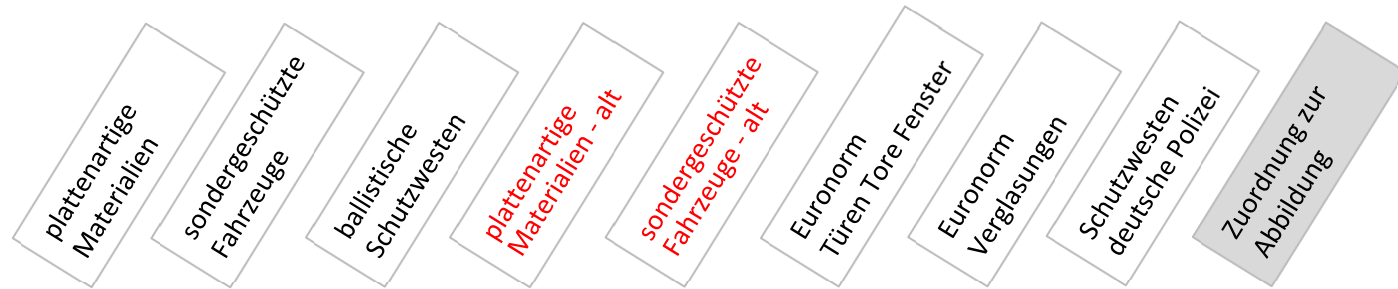 plattenartige
Materialien
sondergeschützte
Fahrzeuge
ballistische
Schutzwesten
plattenartige
Materialien - alt
sondergeschützte
Fahrzeuge - alt
Euronorm
Türen Tore Fenster
Euronorm
Verglasungen
Schutzwesten
deutsche Polizei
Zuordnung zur
Abbildung